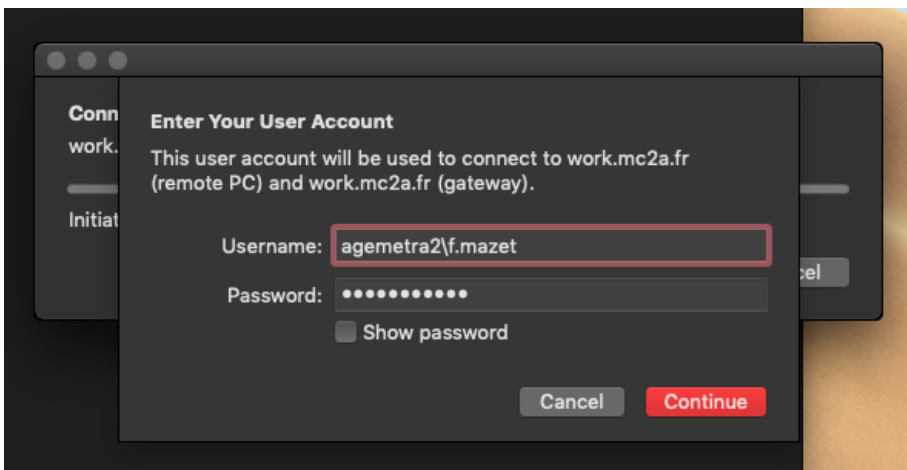 Conn
work.
Initiat
cel
Enter Your User Account
This user account will be used to connect to work.mc2a.fr
(remote PC) and work.mc2a.fr (gateway).
Username: agemetra2\f.mazet
Password: •••••••••••
Show password
Cancel Continue